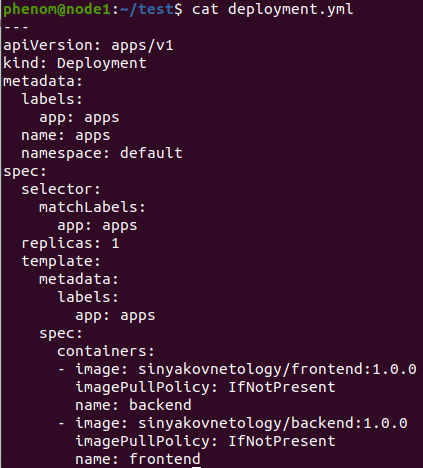 phenom@node1:~/test$ cat deployment.yml
---
apiVersion: apps/v1
kind: Deployment
metadata:
  labels:
    app: apps
  name: apps
  namespace: default
spec:
  selector:
    matchLabels:
      app: apps
  replicas: 1
  template:
    metadata:
      labels:
        app: apps
    spec:
      containers:
      - image: sinyakovnetology/frontend:1.0.0
        imagePullPolicy: IfNotPresent
        name: backend
      - image: sinyakovnetology/backend:1.0.0
        imagePullPolicy: IfNotPresent
        name: frontend